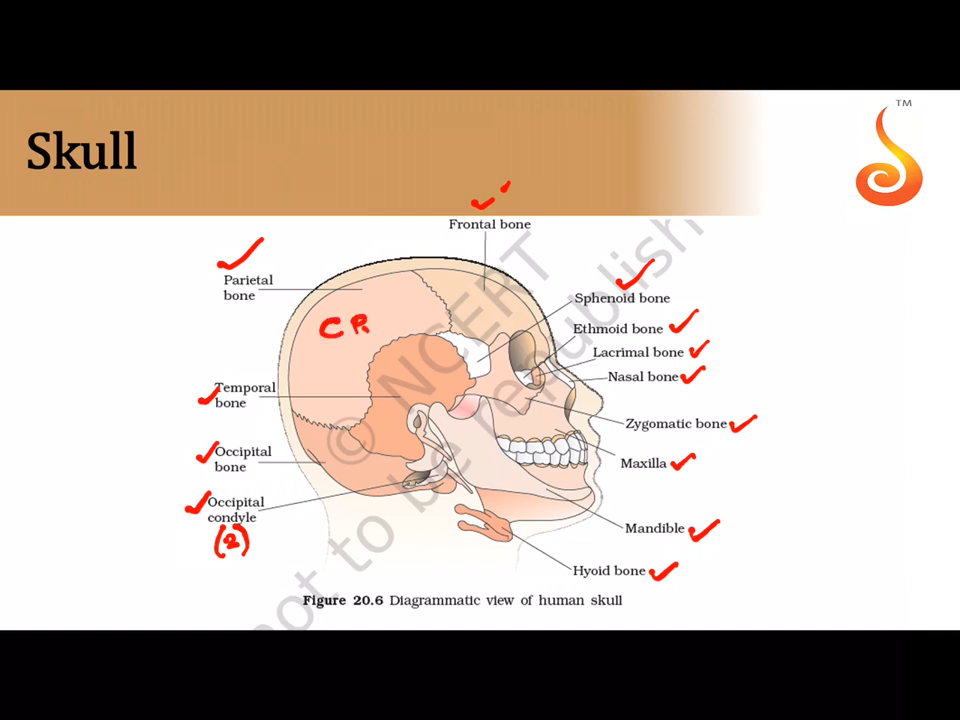 TM
Skull
Frontal bone
Parietal
bone
CR
Sphenoid bone
Ethmoid bone
Lacrimal bone
Nasal bone
Temporal
bone
Zygomatic bone
Occipital
bone
Maxilla
Occipital
condyle
(2)
Mandible
Hyoid bone
Figure 20.6 Diagrammatic view of human skull
© NCERT
not to be republish